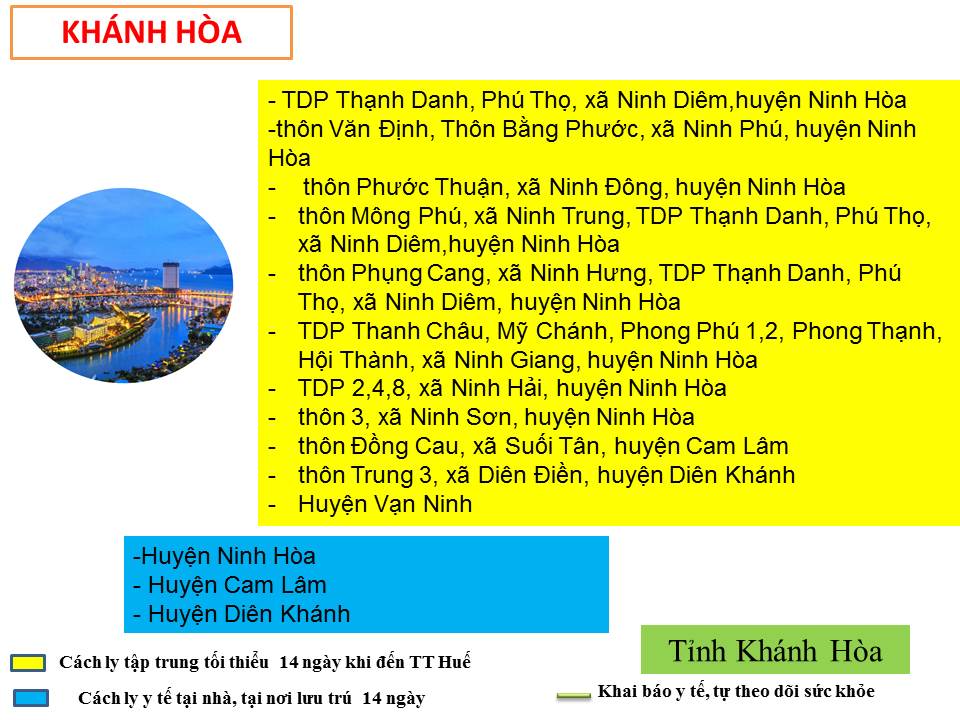 KHÁNH HÒA
- TDP Thạnh Danh, Phú Thọ, xã Ninh Diêm,huyện Ninh Hòa
-thôn Văn Định, Thôn Bằng Phước, xã Ninh Phú, huyện Ninh
Hòa
- thôn Phước Thuận, xã Ninh Đông, huyện Ninh Hòa
- thôn Mông Phú, xã Ninh Trung, TDP Thạnh Danh, Phú Thọ,
xã Ninh Diêm,huyện Ninh Hòa
- thôn Phụng Cang, xã Ninh Hưng, TDP Thạnh Danh, Phú
Thọ, xã Ninh Diêm, huyện Ninh Hòa
- TDP Thanh Châu, Mỹ Chánh, Phong Phú 1,2, Phong Thạnh,
Hội Thành, xã Ninh Giang, huyện Ninh Hòa
- TDP 2,4,8, xã Ninh Hải, huyện Ninh Hòa
- thôn 3, xã Ninh Sơn, huyện Ninh Hòa
- thôn Đồng Cau, xã Suối Tân, huyện Cam Lâm
- thôn Trung 3, xã Diên Điền, huyện Diên Khánh
- Huyện Vạn Ninh
-Huyện Ninh Hòa
- Huyện Cam Lâm
- Huyện Diên Khánh
Tỉnh Khánh Hòa
Cách ly tập trung tối thiểu 14 ngày khi đến TT Huế
Cách ly y tế tại nhà, tại nơi lưu trú 14 ngày
Khai báo y tế, tự theo dõi sức khỏe